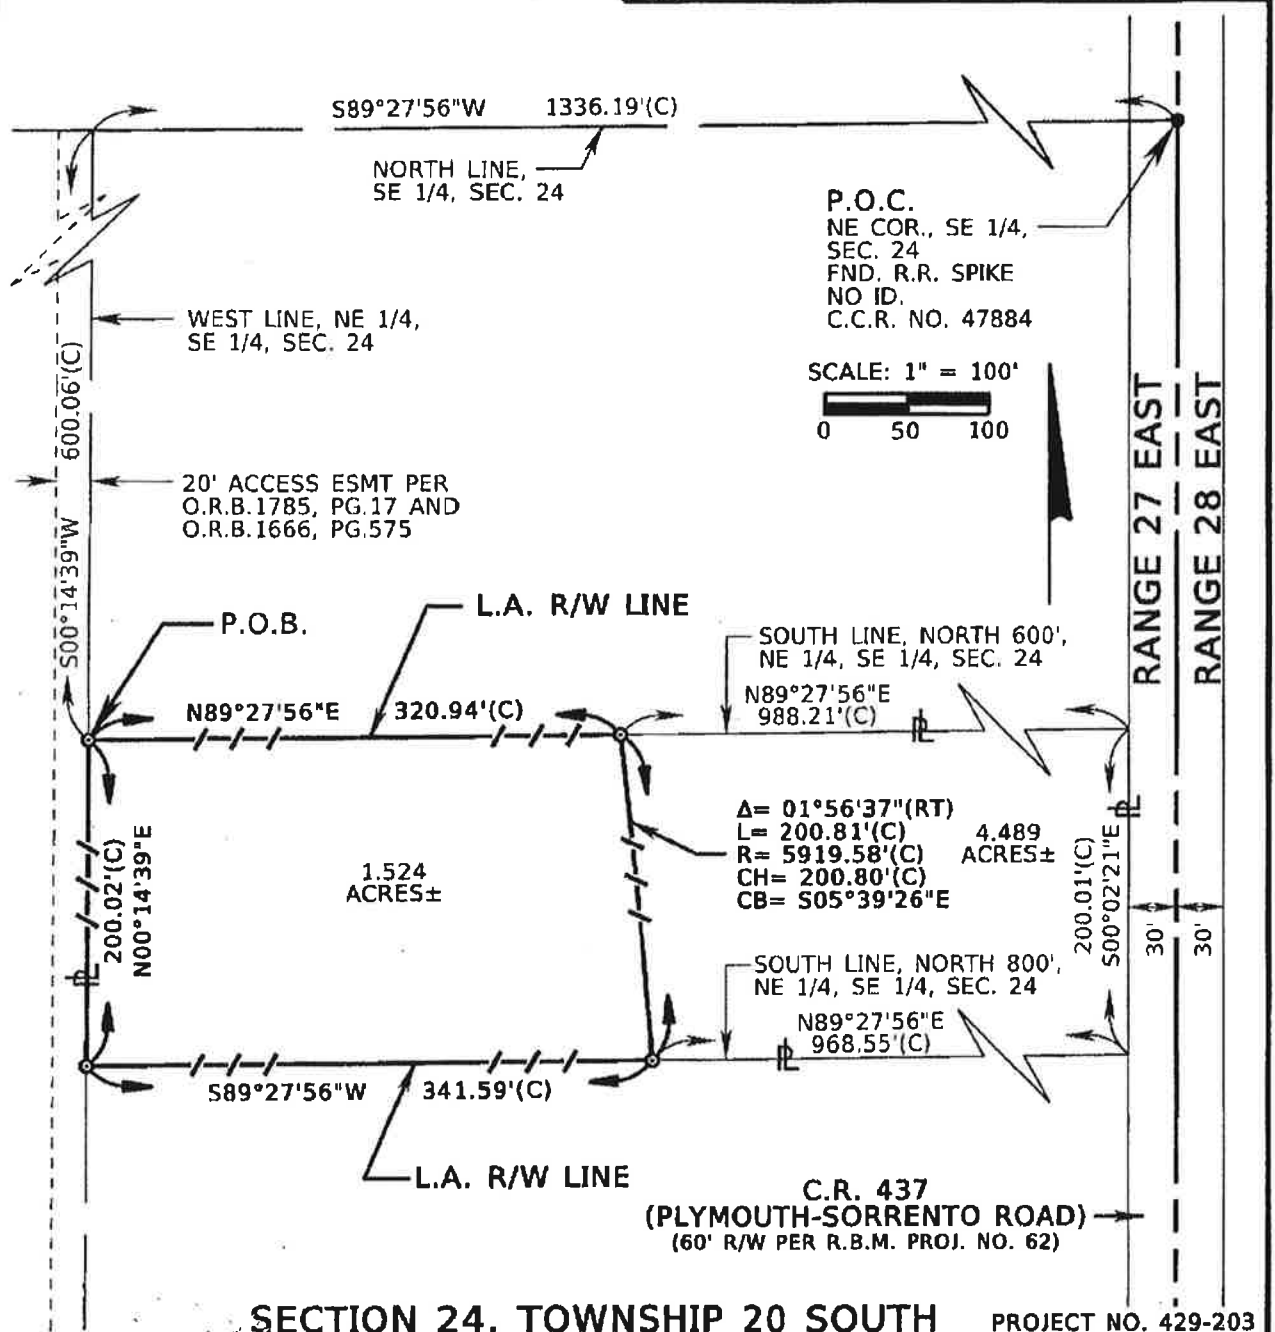 S89°27'56"W 1336.19'(C)
NORTH LINE,
SE 1/4, SEC. 24
P.O.C.
NE COR., SE 1/4,
SEC. 24
FND. R.R. SPIKE
NO ID.
C.C.R. NO. 47884
WEST LINE, NE 1/4,
SE 1/4, SEC. 24
S00°14'39"W 600.06'(C)
SCALE: 1" = 100'
0 50 100
RANGE 27 EAST
RANGE 28 EAST
20' ACCESS ESMT PER
O.R.B.1785, PG.17 AND
O.R.B.1666, PG.575
L.A. R/W LINE
P.O.B.
SOUTH LINE, NORTH 600',
NE 1/4, SE 1/4, SEC. 24
N89°27'56"E
988.21'(C)
N89°27'56"E 320.94'(C)
PL
Δ= 01°56'37"(RT)
L= 200.81'(C)
R= 5919.58'(C)
CH= 200.80'(C)
CB= S05°39'26"E
4.489
ACRES±
PL
200.01'(C)
S00°02'21"E
30'
30'
1.524
ACRES±
200.02'(C)
N00°14'39"E
PL
SOUTH LINE, NORTH 800',
NE 1/4, SE 1/4, SEC. 24
N89°27'56"E
968.55'(C)
PL
S89°27'56"W 341.59'(C)
L.A. R/W LINE
C.R. 437
(PLYMOUTH-SORRENTO ROAD)
(60' R/W PER R.B.M. PROJ. NO. 62)
SECTION 24, TOWNSHIP 20 SOUTH
PROJECT NO. 429-203